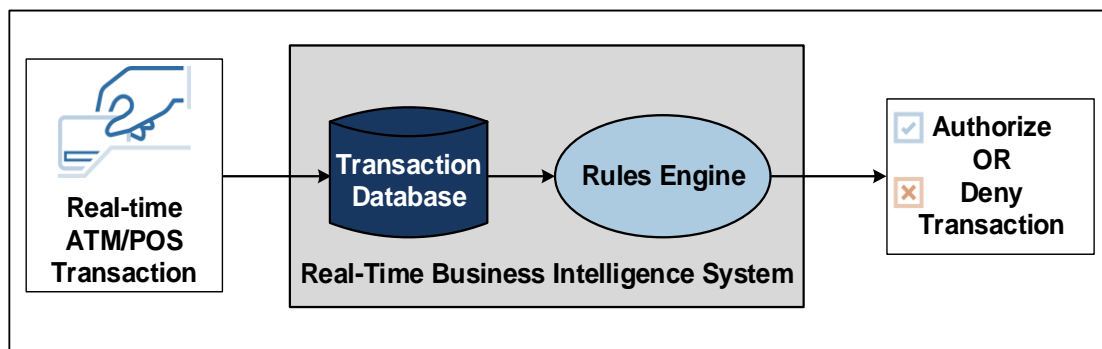 Real-time
ATM/POS
Transaction
Transaction
Database
Rules Engine
Real-Time Business Intelligence System
Authorize
OR
Deny
Transaction